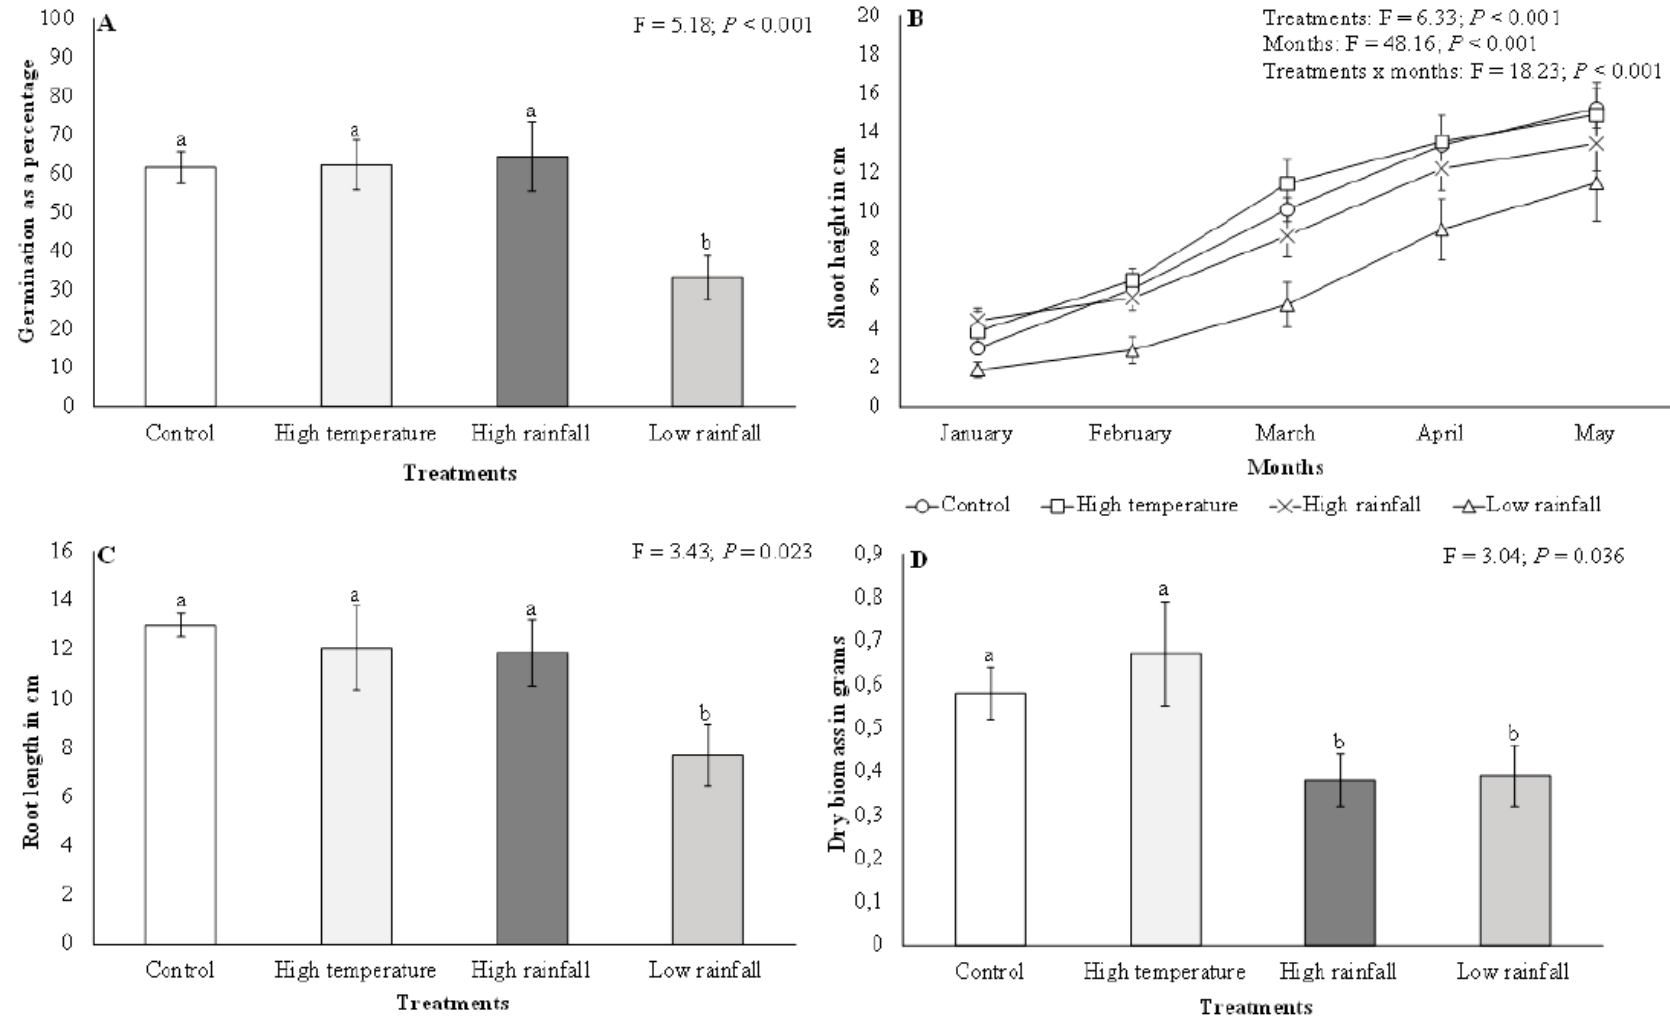 A
F = 5.18; P < 0.001
Germination as a percentage
100
90
80
70
60
50
40
30
20
10
0
a
a
a
b
Control
High temperature
High rainfall
Low rainfall
Treatments
B
Treatments: F = 6.33; P < 0.001
Months: F = 48.16; P < 0.001
Treatments x months: F = 18.23; P < 0.001
Shoot height in cm
20
18
16
14
12
10
8
6
4
2
0
January
February
March
April
May
Months
Control
High temperature
High rainfall
Low rainfall
C
F = 3.43; P = 0.023
Root length in cm
16
14
12
10
8
6
4
2
0
a
a
a
b
Control
High temperature
High rainfall
Low rainfall
Treatments
D
F = 3.04; P = 0.036
Dry biomass in grams
0,9
0,8
0,7
0,6
0,5
0,4
0,3
0,2
0,1
0
a
a
b
b
Control
High temperature
High rainfall
Low rainfall
Treatments